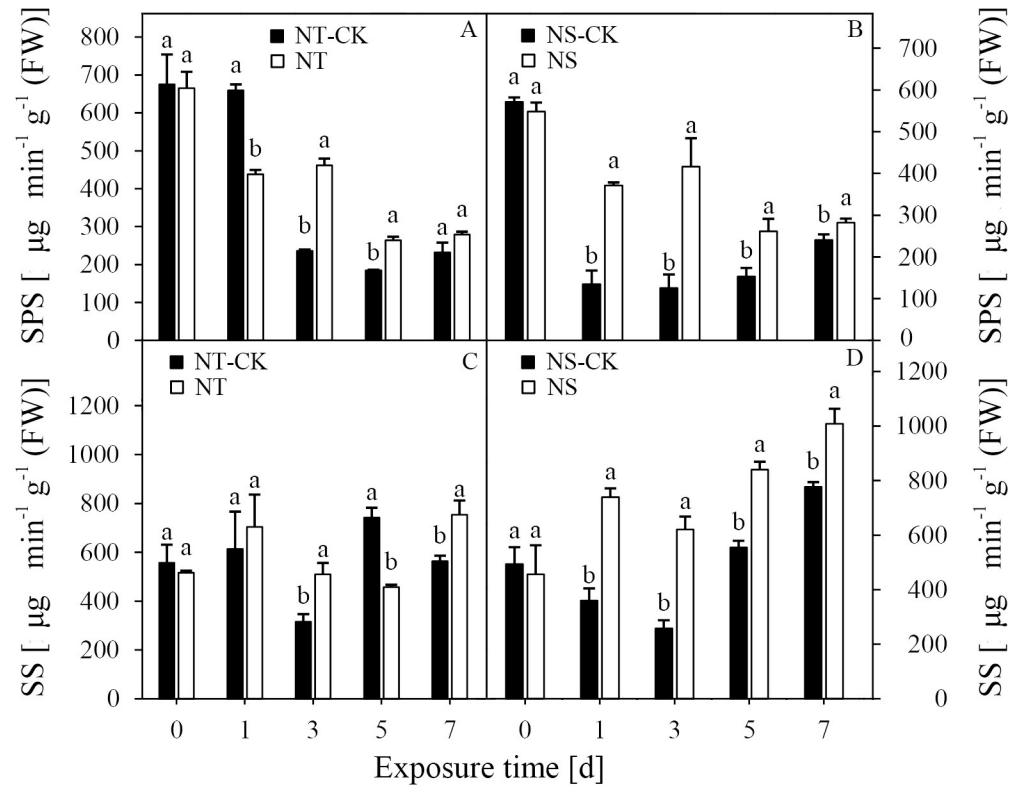 SPS [ µg min-1 g-1 (FW)]
800
700
600
500
400
300
200
100
0
NT-CK
NT
A
a a a b b a b a a a
NS-CK
NS
B
a a b a b a b a b a
700
600
500
400
300
200
100
0
SPS [ µg min-1 g-1 (FW)]
SS [ µg min-1 g-1 (FW)]
1200
1000
800
600
400
200
0
NT-CK
NT
C
a a a a b a a b b a
NS-CK
NS
D
a a b a b a b a b a
1200
1000
800
600
400
200
0
SS [ µg min-1 g-1 (FW)]
0 1 3 5 7 0 1 3 5 7
Exposure time [d]